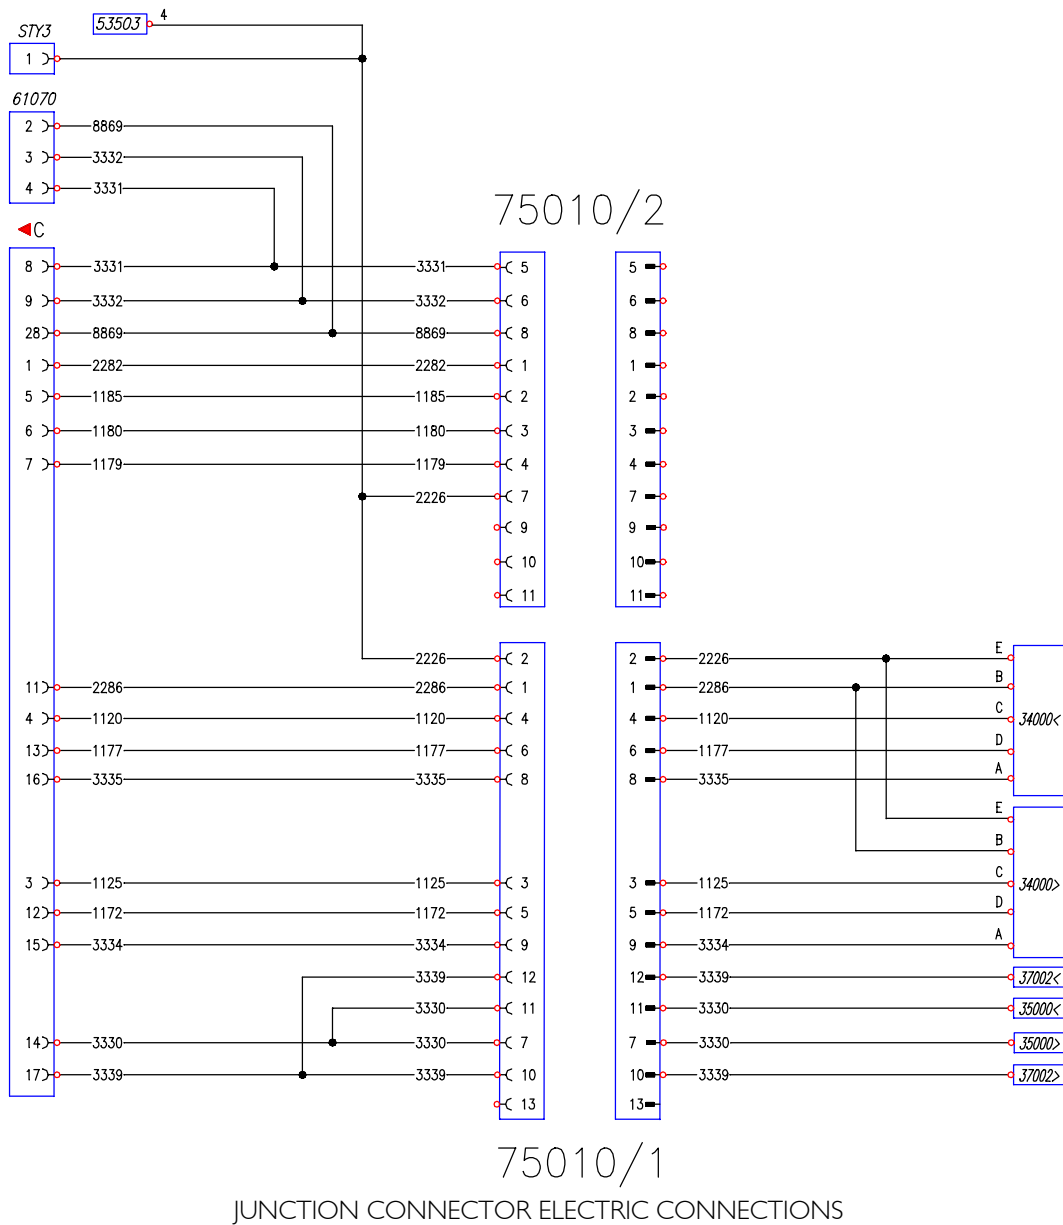 53503 4
STY3
1
61070
2 8869
3 3332
4 3331
75010/2
C
8 3331 3331 5 5
9 3332 3332 6 6
28 8869 8869 8 8
1 2282 2282 1 1
5 1185 1185 2 2
6 1180 1180 3 3
7 1179 1179 4 4
2226 7 7
9 9
10 10
11 11
2226 2 2 2226 E
11 2286 2286 1 1 2286 B
4 1120 1120 4 4 1120 C 34000<
13 1177 1177 6 6 1177 D
16 3335 3335 8 8 3335 A
E
B
3 1125 1125 3 3 1125 C 34000>
12 1172 1172 5 5 1172 D
15 3334 3334 9 9 3334 A
3339 12 12 3339 37002<
3330 11 11 3330 35000<
14 3330 3330 7 7 3330 35000>
17 3339 3339 10 10 3339 37002>
13 13
75010/1
JUNCTION CONNECTOR ELECTRIC CONNECTIONS